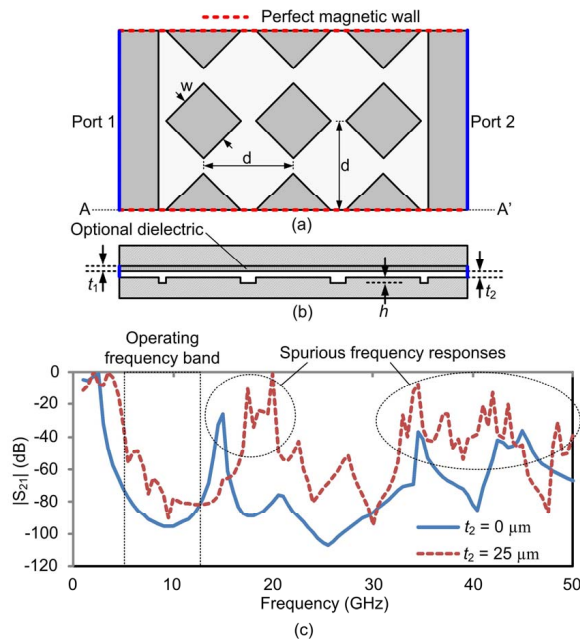 Perfect magnetic wall
w
Port 1
Port 2
d
d
A
A'
(a)
Optional dielectric
t1
t2
(b)
h
Operating
frequency band
Spurious frequency responses
0
-20
-40
-60
-80
-100
-120
|S21| (dB)
t2 = 0 µm
t2 = 25 µm
0 10 20 30 40 50
Frequency (GHz)
(c)